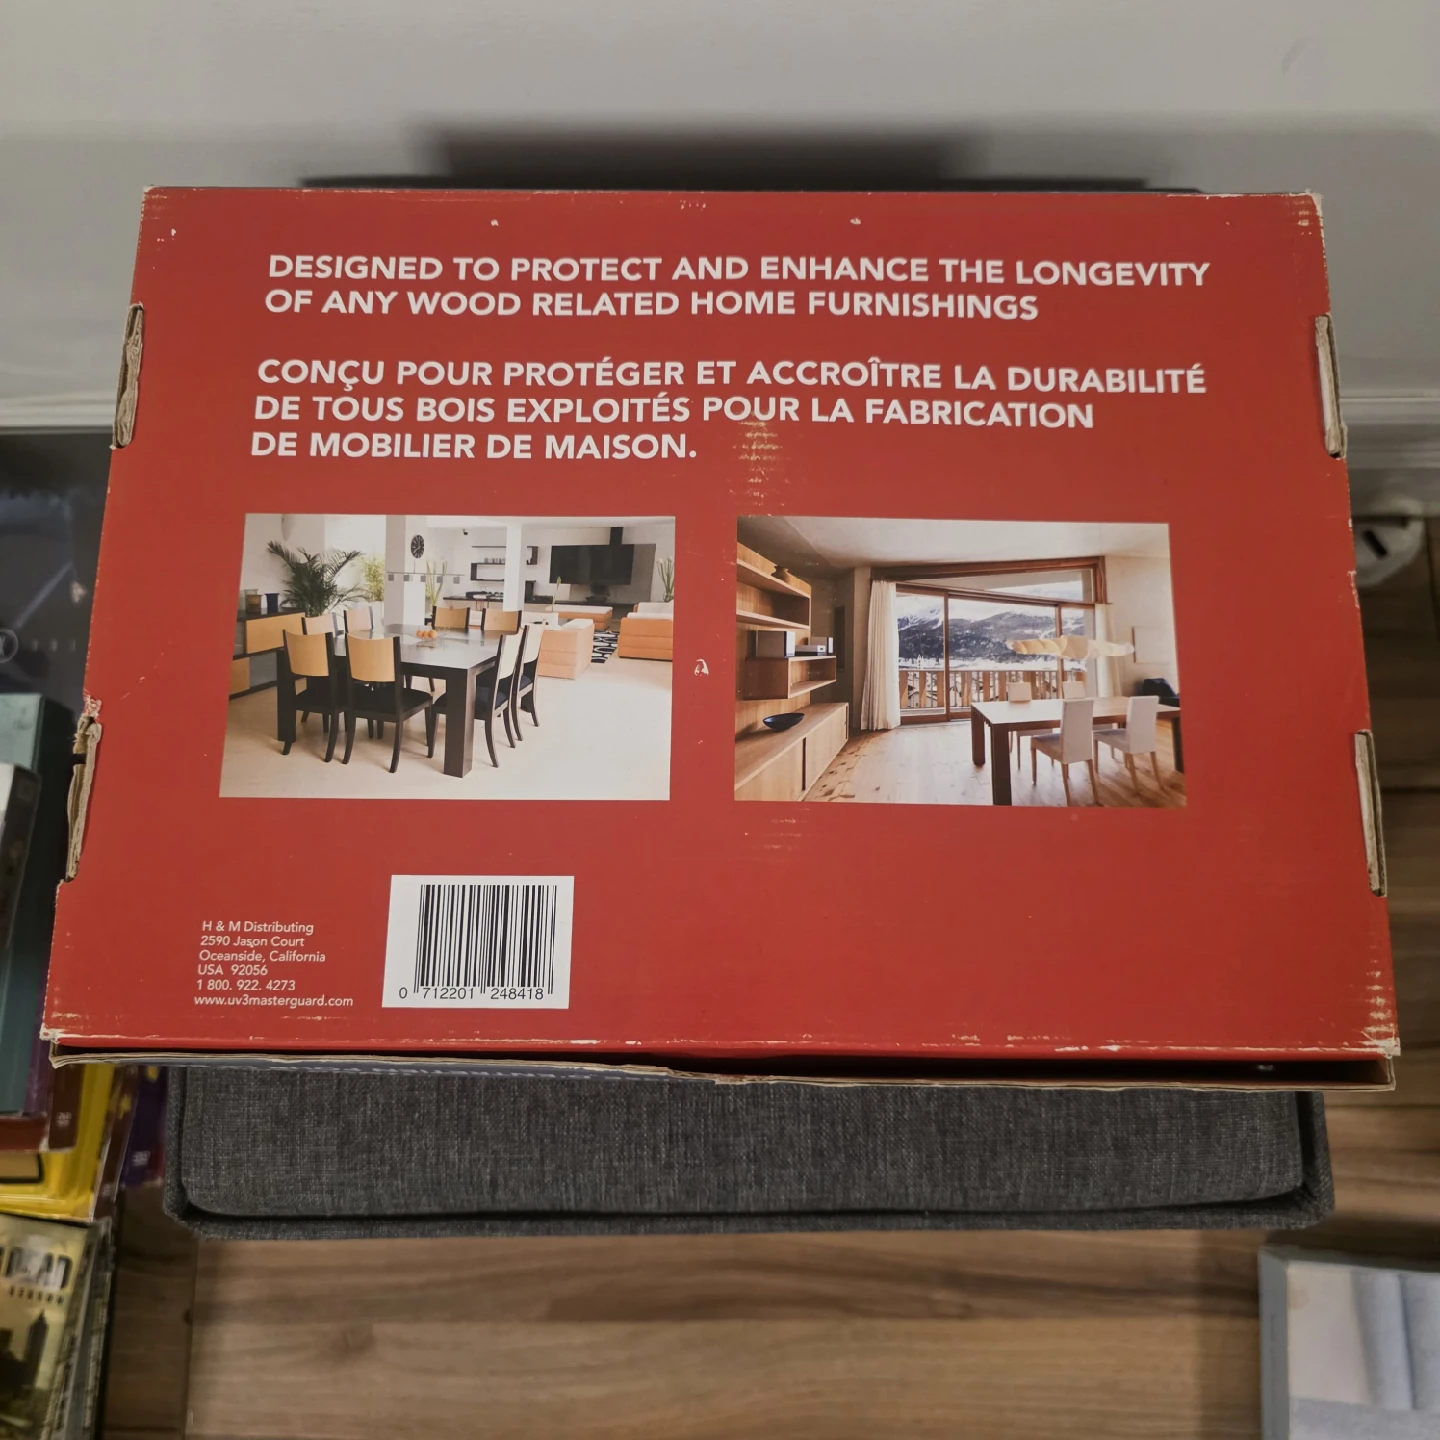 DESIGNED TO PROTECT AND ENHANCE THE LONGEVITY
OF ANY WOOD RELATED HOME FURNISHINGS
CONÇU POUR PROTÉGER ET ACCROÎTRE LA DURABILITÉ
DE TOUS BOIS EXPLOITÉS POUR LA FABRICATION
DE MOBILIER DE MAISON.
H & M Distributing
2590 Jason Court
Oceanside, California
USA 92056
1 800. 922. 4273
www.uv3masterguard.com
0 712201 248418